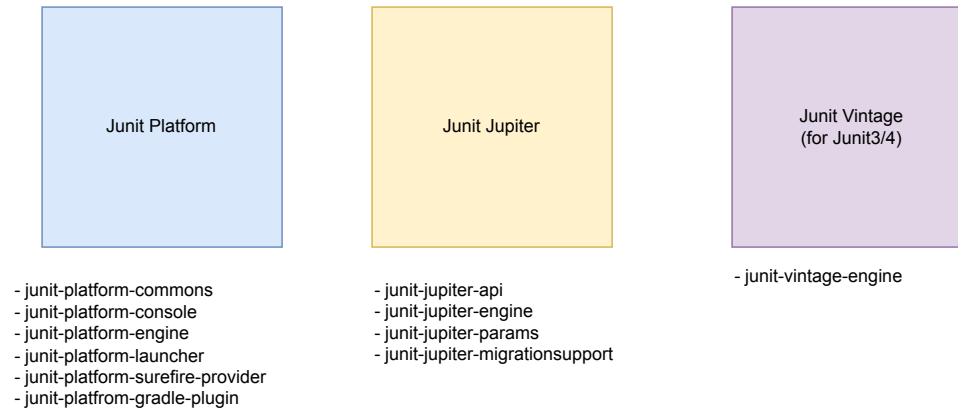 Junit Platform
Junit Jupiter
Junit Vintage
(for Junit3/4)
- junit-platform-commons
- junit-platform-console
- junit-platform-engine
- junit-platform-launcher
- junit-platform-surefire-provider
- junit-platfrom-gradle-plugin
- junit-jupiter-api
- junit-jupiter-engine
- junit-jupiter-params
- junit-jupiter-migrationsupport
- junit-vintage-engine